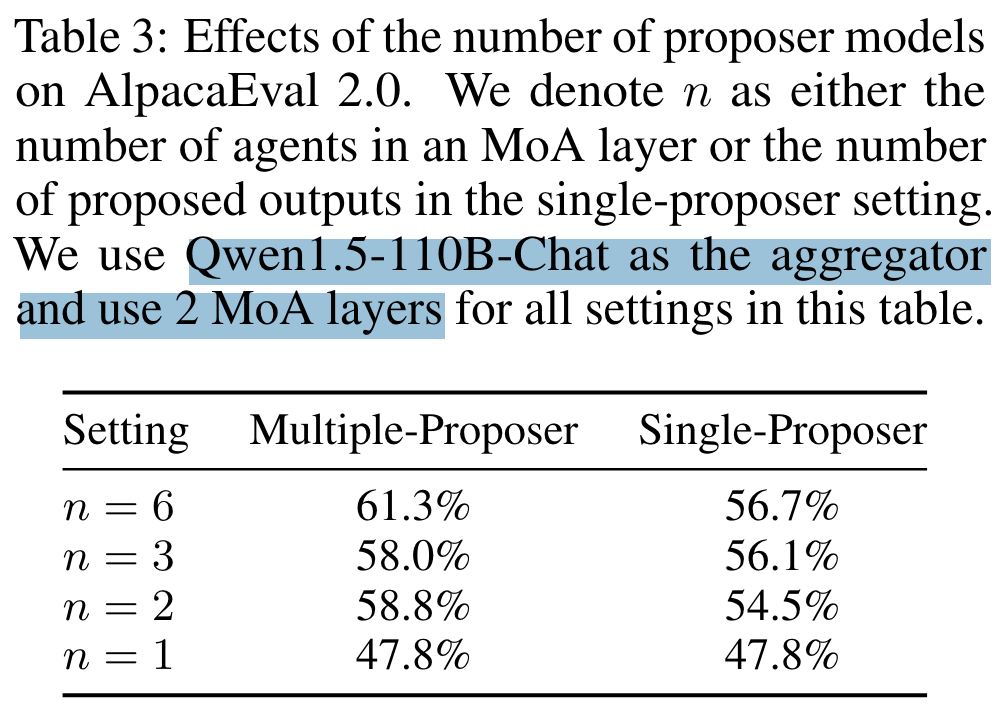 Table 3: Effects of the number of proposer models
on AlpacaEval 2.0. We denote n as either the
number of agents in an MoA layer or the number
of proposed outputs in the single-proposer setting.
We use Qwen1.5-110B-Chat as the aggregator
and use 2 MoA layers for all settings in this table.
Setting Multiple-Proposer Single-Proposer
n = 6 61.3% 56.7%
n = 3 58.0% 56.1%
n = 2 58.8% 54.5%
n = 1 47.8% 47.8%